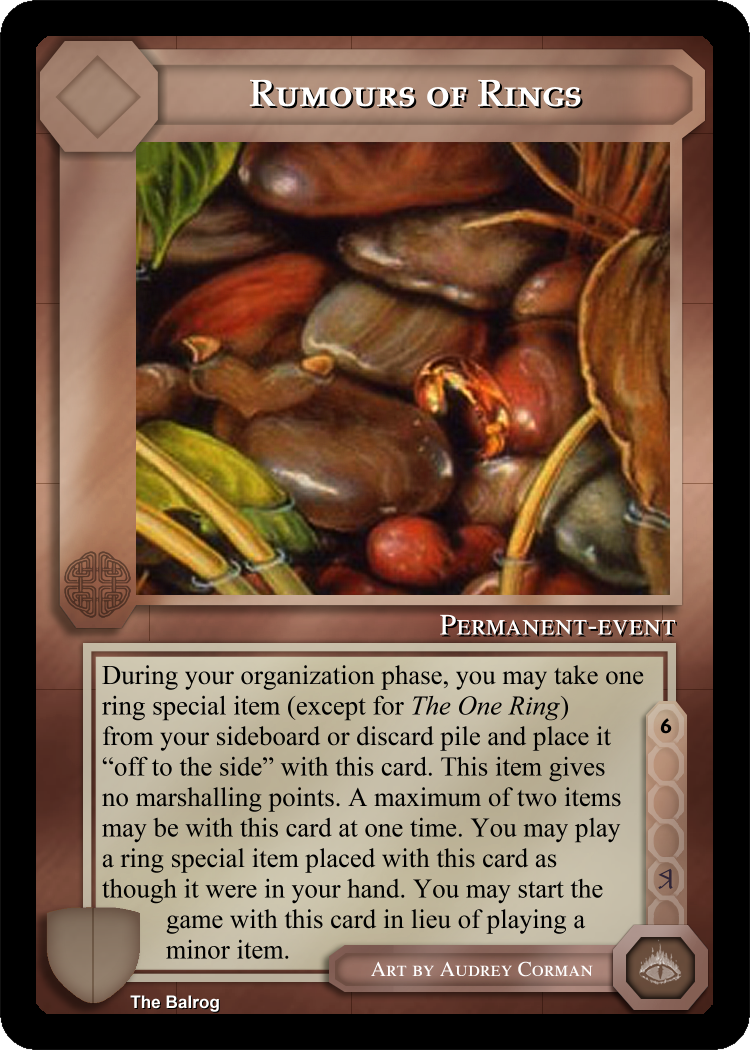 Rumours of Rings
Permanent-event
During your organization phase, you may take one
ring special item (except for The One Ring)
from your sideboard or discard pile and place it
“off to the side” with this card. This item gives
no marshalling points. A maximum of two items
may be with this card at one time. You may play
a ring special item placed with this card as
though it were in your hand. You may start the
game with this card in lieu of playing a
minor item.
6
Art by Audrey Corman
The Balrog